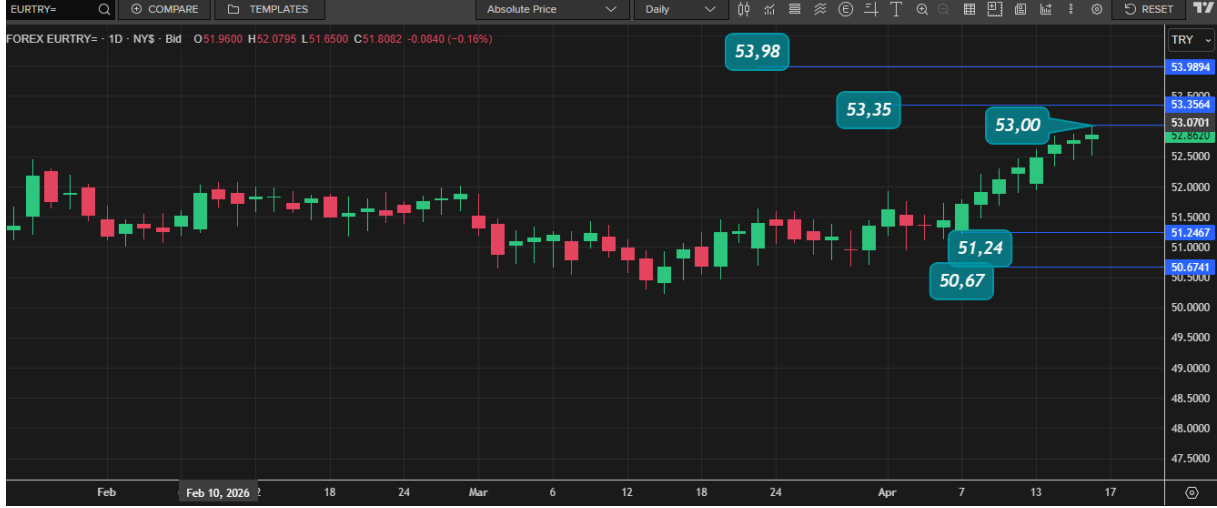 EURTRY=
COMPARE
TEMPLATES
Absolute Price
Daily
RESET
FOREX EURTRY= · 1D · NY$ · Bid O51.9600 H52.0795 L51.6500 C51.8082 -0.0840 (−0.16%)
TRY
53,98
53.9894
53.5000
53,35
53.3564
53,00
53.0701
52.8620
52.5000
52.0000
51.5000
51.2467
51,24
51.0000
50.6741
50.5000
50,67
50.0000
49.5000
49.0000
48.5000
48.0000
47.5000
Feb
Feb 10, 2026
18
24
Mar
6
12
18
24
Apr
7
13
17